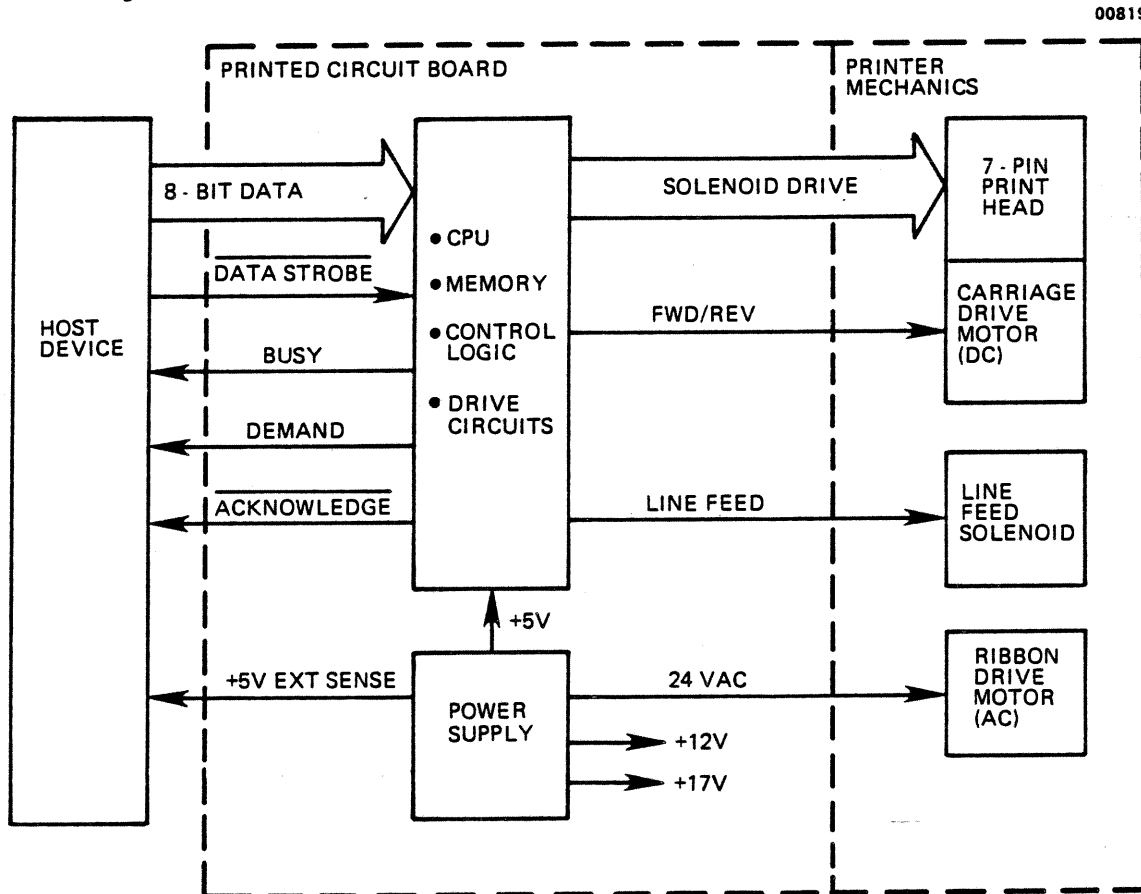 00819
PRINTED CIRCUIT BOARD
PRINTER
MECHANICS
HOST
DEVICE
8 - BIT DATA
DATA STROBE
BUSY
DEMAND
ACKNOWLEDGE
+5V EXT SENSE
• CPU
• MEMORY
• CONTROL
LOGIC
• DRIVE
CIRCUITS
+5V
POWER
SUPPLY
SOLENOID DRIVE
FWD/REV
LINE FEED
24 VAC
+12V
+17V
7 - PIN
PRINT
HEAD
CARRIAGE
DRIVE
MOTOR
(DC)
LINE
FEED
SOLENOID
RIBBON
DRIVE
MOTOR
(AC)